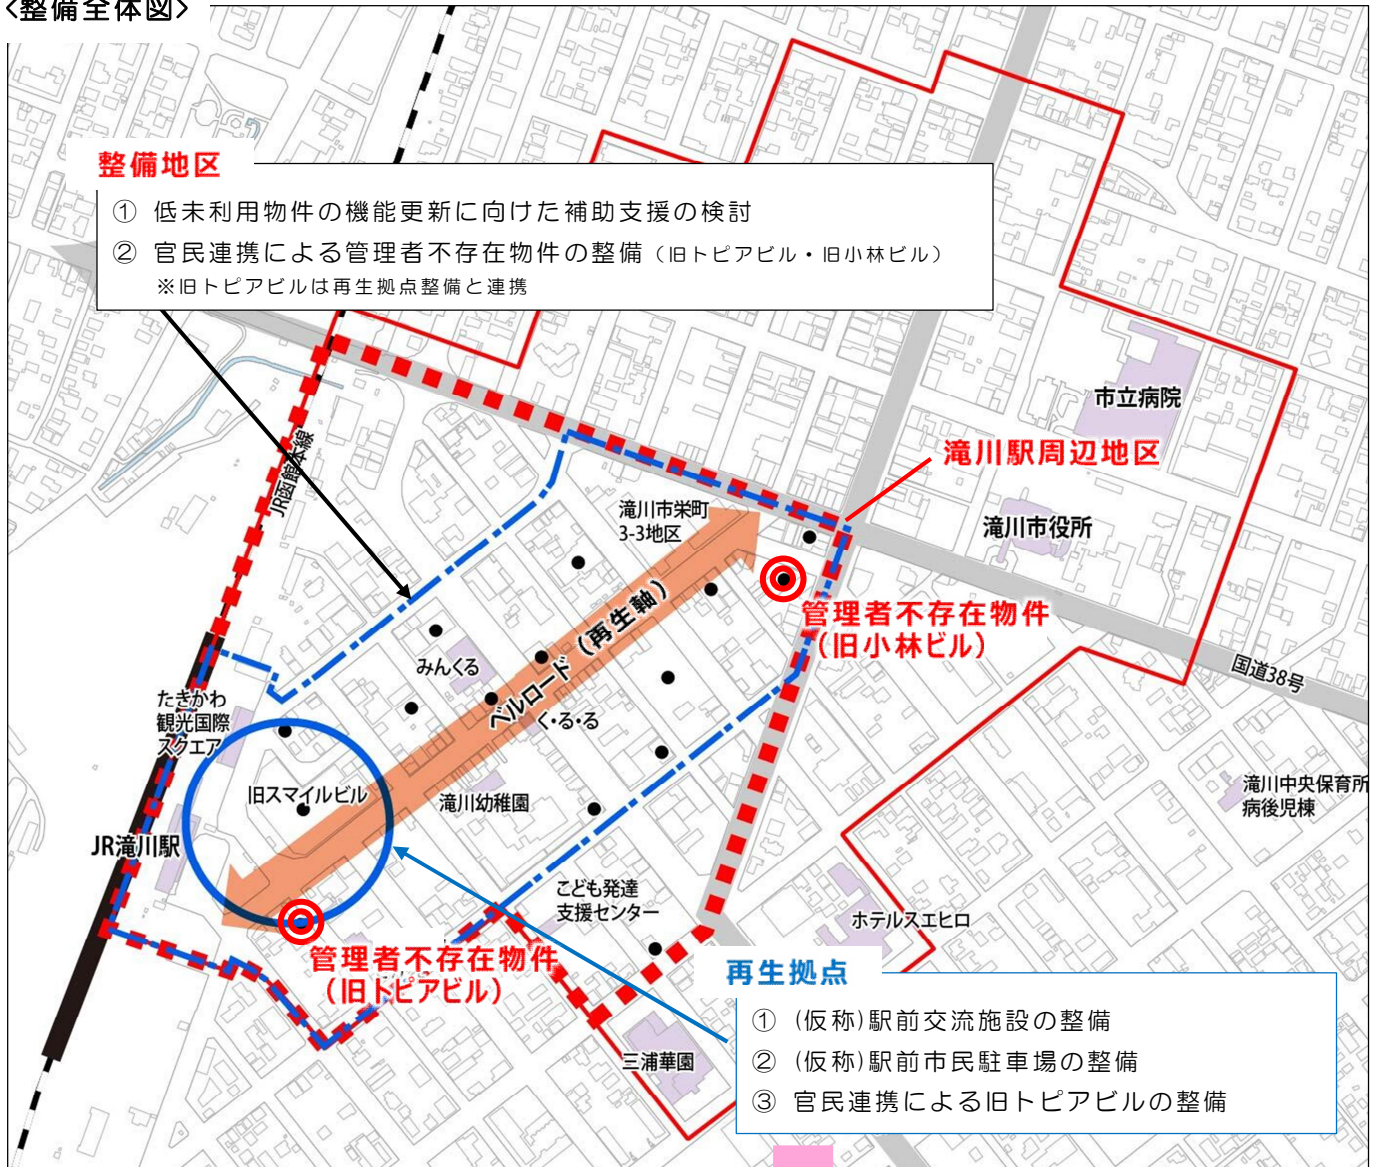 <整備全体図>
整備地区
① 低未利用物件の機能更新に向けた補助支援の検討
② 官民連携による管理者不存在物件の整備（旧トピアビル・旧小林ビル）
※旧トピアビルは再生拠点整備と連携
市立病院
滝川駅周辺地区
JR函館本線
滝川市栄町
3-3地区
滝川市役所
管理者不存在物件
（旧小林ビル）
ベルロード（再生軸）
みんくる
く・る・る
国道38号
たきかわ
観光国際
スクエア
旧スマイルビル
滝川幼稚園
滝川中央保育所
病後児棟
JR滝川駅
こども発達
支援センター
ホテルスエヒロ
管理者不存在物件
（旧トピアビル）
再生拠点
① (仮称)駅前交流施設の整備
② (仮称)駅前市民駐車場の整備
③ 官民連携による旧トピアビルの整備
三浦華園